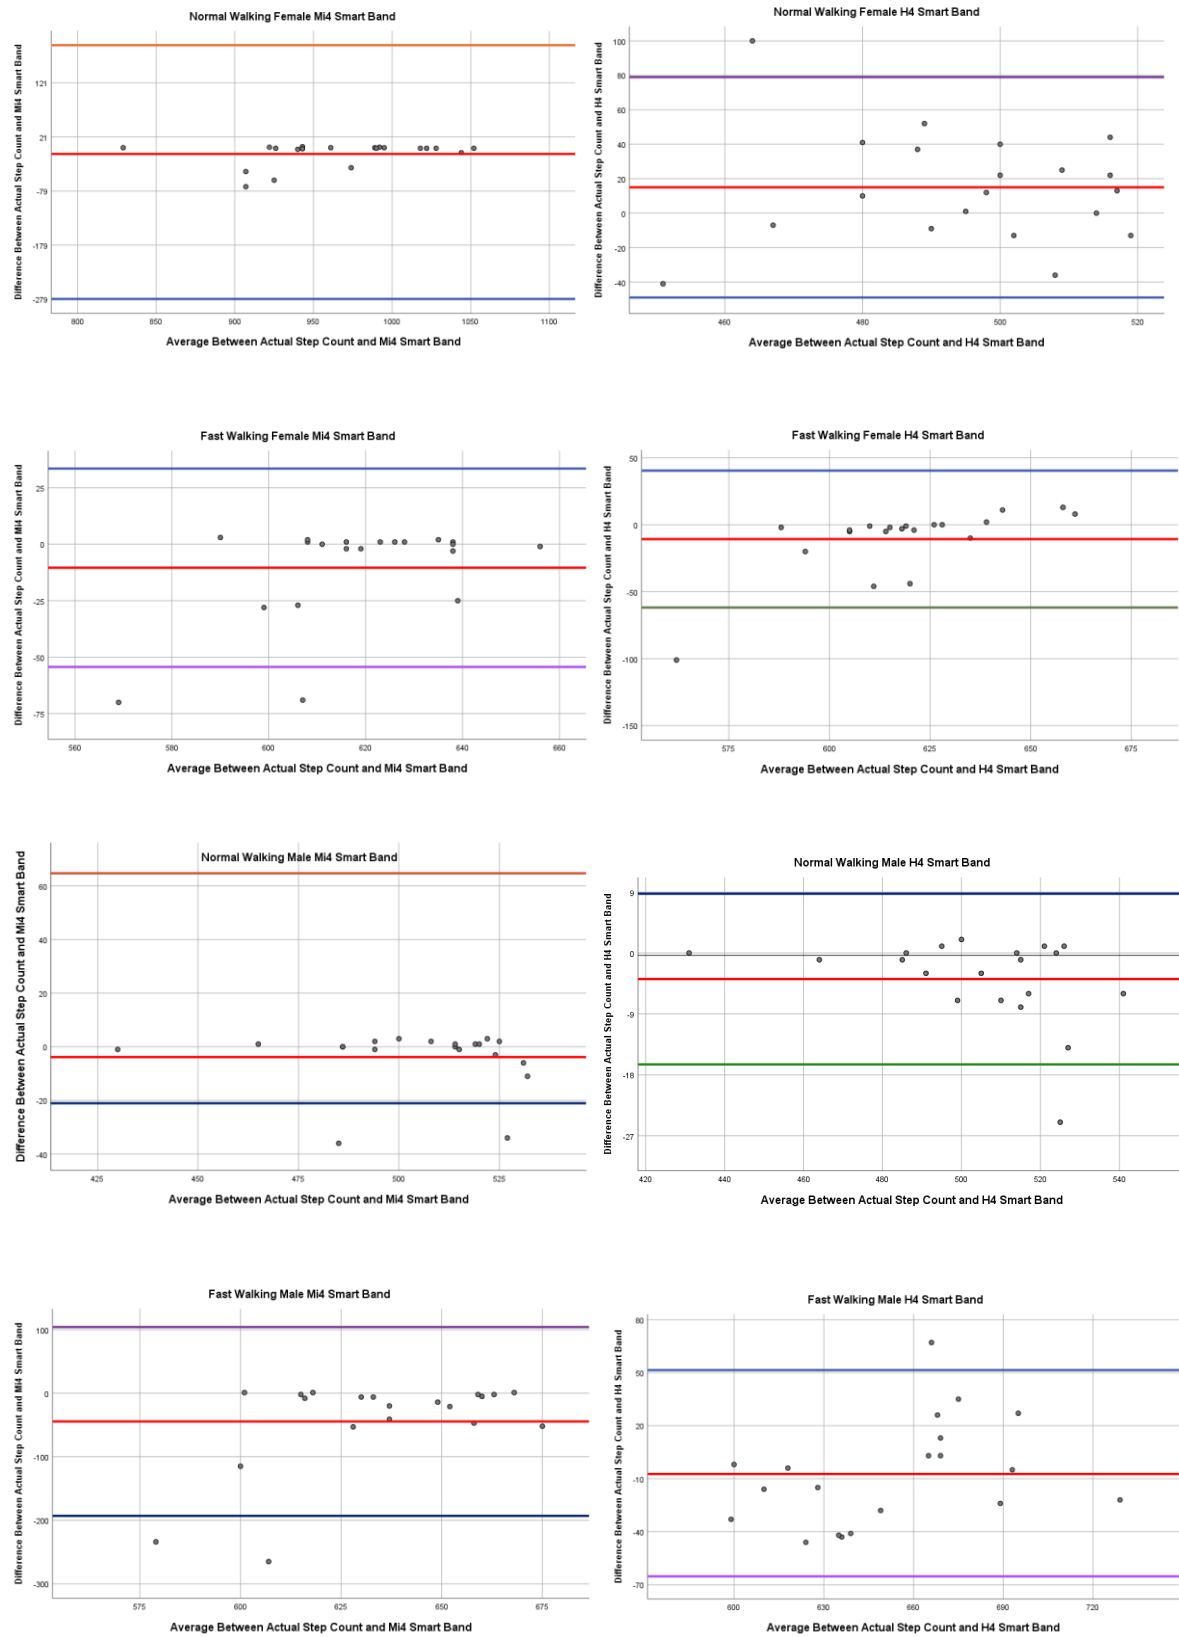 Normal Walking Female Mi4 Smart Band
Difference Between Actual Step Count and Mi4 Smart Band
121
21
-79
-179
-279
800 850 900 950 1000 1050 1100
Average Between Actual Step Count and Mi4 Smart Band
Normal Walking Female H4 Smart Band
Difference Between Actual Step Count and H4 Smart Band
100
80
60
40
20
0
-20
-40
460 480 500 520
Average Between Actual Step Count and H4 Smart Band
Fast Walking Female Mi4 Smart Band
Difference Between Actual Step Count and Mi4 Smart Band
25
0
-25
-50
-75
560 580 600 620 640 660
Average Between Actual Step Count and Mi4 Smart Band
Fast Walking Female H4 Smart Band
Difference Between Actual Step Count and H4 Smart Band
50
0
-50
-100
-150
575 600 625 650 675
Average Between Actual Step Count and H4 Smart Band
Normal Walking Male Mi4 Smart Band
Difference Between Actual Step Count and Mi4 Smart Band
60
40
20
0
-20
-40
425 450 475 500 525
Average Between Actual Step Count and Mi4 Smart Band
Normal Walking Male H4 Smart Band
Difference Between Actual Step Count and H4 Smart Band
9
0
-9
-18
-27
420 440 460 480 500 520 540
Average Between Actual Step Count and H4 Smart Band
Fast Walking Male Mi4 Smart Band
Difference Between Actual Step Count and Mi4 Smart Band
100
0
-100
-200
-300
575 600 625 650 675
Average Between Actual Step Count and Mi4 Smart Band
Fast Walking Male H4 Smart Band
Difference Between Actual Step Count and H4 Smart Band
80
50
20
-10
-40
-70
600 630 660 690 720
Average Between Actual Step Count and H4 Smart Band